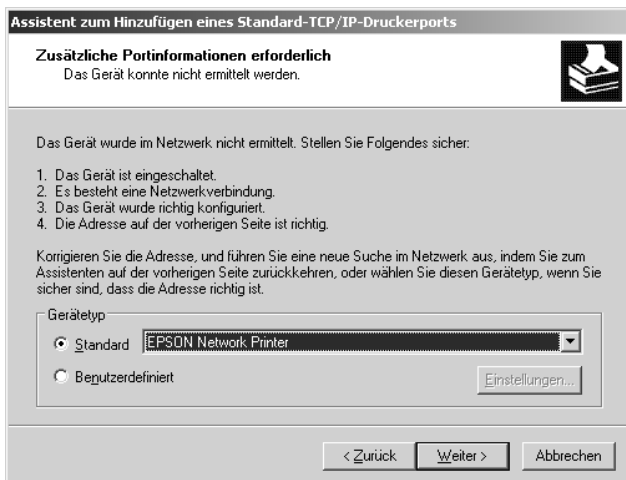 Assistent zum Hinzufügen eines Standard-TCP/IP-Druckerports
Zusätzliche Portinformationen erforderlich
Das Gerät konnte nicht ermittelt werden.
Das Gerät wurde im Netzwerk nicht ermittelt. Stellen Sie Folgendes sicher:
1. Das Gerät ist eingeschaltet.
2. Es besteht eine Netzwerkverbindung.
3. Das Gerät wurde richtig konfiguriert.
4. Die Adresse auf der vorherigen Seite ist richtig.
Korrigieren Sie die Adresse, und führen Sie eine neue Suche im Netzwerk aus, indem Sie zum
Assistenten auf der vorherigen Seite zurückkehren, oder wählen Sie diesen Gerätetyp, wenn Sie
sicher sind, dass die Adresse richtig ist.
Gerätetyp
Standard EPSON Network Printer
Benutzerdefiniert Einstellungen...
< Zurück Weiter > Abbrechen